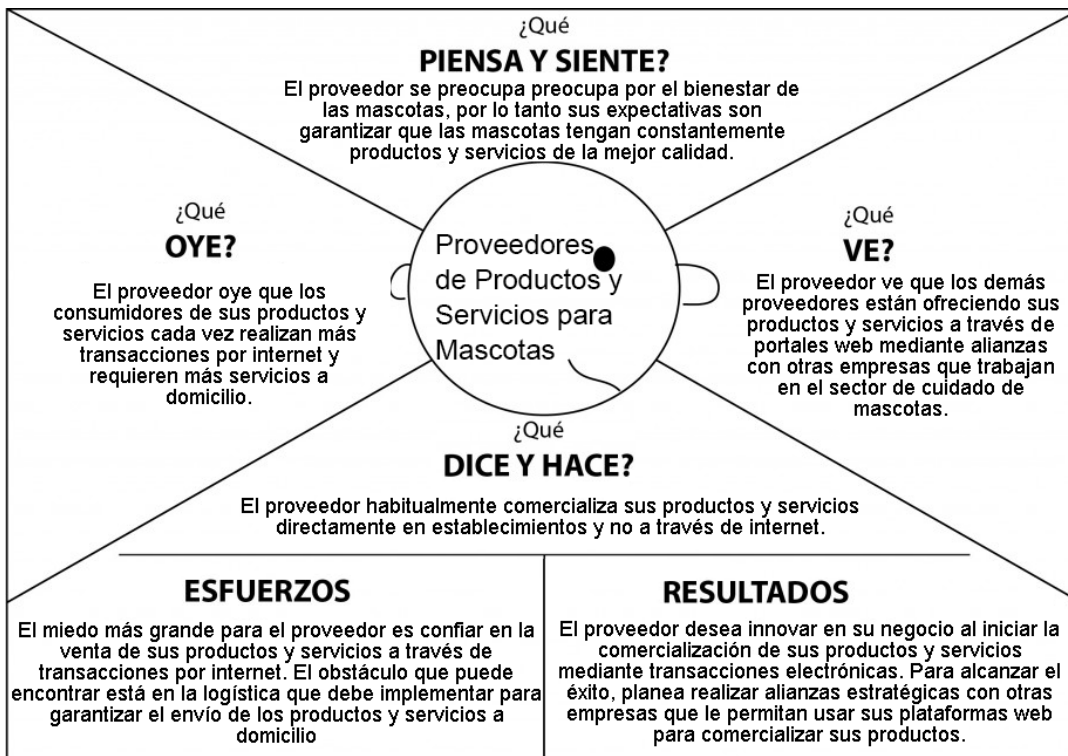 ¿Qué
PIENSA Y SIENTE?
El proveedor se preocupa preocupa por el bienestar de
las mascotas, por lo tanto sus expectativas son
garantizar que las mascotas tengan constantemente
productos y servicios de la mejor calidad.
¿Qué
OYE?
El proveedor oye que los
consumidores de sus productos y
servicios cada vez realizan más
transacciones por internet y
requieren más servicios a
domicilio.
Proveedores
de Productos y
Servicios para
Mascotas
¿Qué
VE?
El proveedor ve que los demás
proveedores están ofreciendo sus
productos y servicios a través de
portales web mediante alianzas
con otras empresas que trabajan
en el sector de cuidado de
mascotas.
¿Qué
DICE Y HACE?
El proveedor habitualmente comercializa sus productos y servicios
directamente en establecimientos y no a través de internet.
ESFUERZOS
El miedo más grande para el proveedor es confiar en la
venta de sus productos y servicios a través de
transacciones por internet. El obstáculo que puede
encontrar está en la logística que debe implementar para
garantizar el envío de los productos y servicios a
domicilio
RESULTADOS
El proveedor desea innovar en su negocio al iniciar la
comercialización de sus productos y servicios
mediante transacciones electrónicas. Para alcanzar el
éxito, planea realizar alianzas estratégicas con otras
empresas que le permitan usar sus plataformas web
para comercializar sus productos.